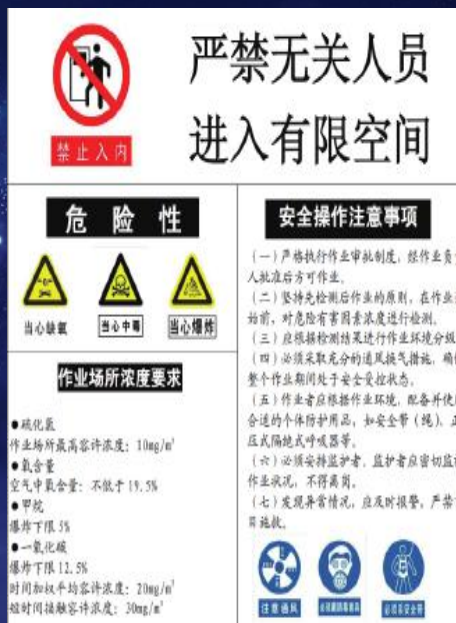 禁止入内
严禁无关人员
进入有限空间
危险性
当心缺氧
当心中毒
当心爆炸
作业场所浓度要求
●硫化氢
作业场所最高容许浓度：10mg/m³
●氧含量
空气中氧含量：不低于19.5%
●甲烷
爆炸下限5%
●一氧化碳
爆炸下限12.5%
时间加权平均容许浓度：20mg/m³
短时间接触容许浓度：30mg/m³
安全操作注意事项
（一）严格执行作业审批制度，经作业负
人批准后方可作业。
（二）坚持先检测后作业的原则，在作业
始前，对危险有害因素浓度进行检测。
（三）应根据检测结果进行作业环境分级
（四）必须采取充分的通风换气措施，确
整个作业期间处于安全受控状态。
（五）作业者应根据作业环境，配备并使
合适的个体防护用品，如安全带（绳）、
压式隔绝式呼吸器等。
（六）必须安排监护者，监护者应密切监
作业状况，不得离岗。
（七）发现异常情况，应及时报警，严禁
目施救。
注意通风
必须戴防毒面具
必须系安全带